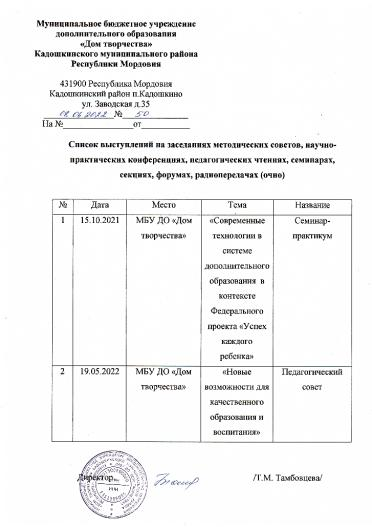 Муниципальное бюджетное учреждение
дополнительного образования
«Дом творчества»
Кадошкинского муниципального района
Республики Мордовия
431900 Республика Мордовия
Кадошкинский район п.Кадошкино
ул. Заводская д.35
08.06.2022 № 50
На №____________от____________
Список выступлений на заседаниях методических советов, научно-
практических конференциях, педагогических чтениях, семинарах,
секциях, форумах, радиопередачах (очно)
№ Дата Место Тема Название
1 15.10.2021 МБУ ДО «Дом творчества» «Современные технологии в системе дополнительного образования в контексте Федерального проекта «Успех каждого ребенка» Семинар-практикум
2 19.05.2022 МБУ ДО «Дом творчества» «Новые возможности для качественного образования и воспитания» Педагогический совет
Директор /Т.М. Тамбовцева/